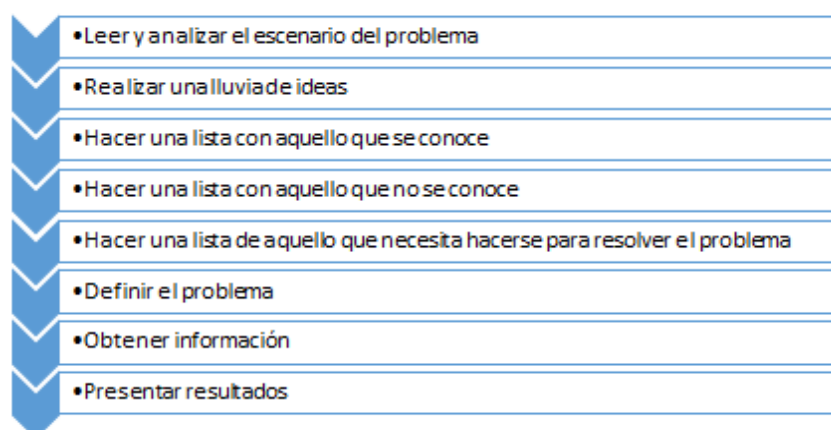 •Leer y analizar el escenario del problema
•Realizar una lluvia de ideas
•Hacer una lista con aquello que se conoce
•Hacer una lista con aquello que no se conoce
•Hacer una lista de aquello que necesita hacerse para resolver el problema
•Definir el problema
•Obtener información
•Presentar resultados